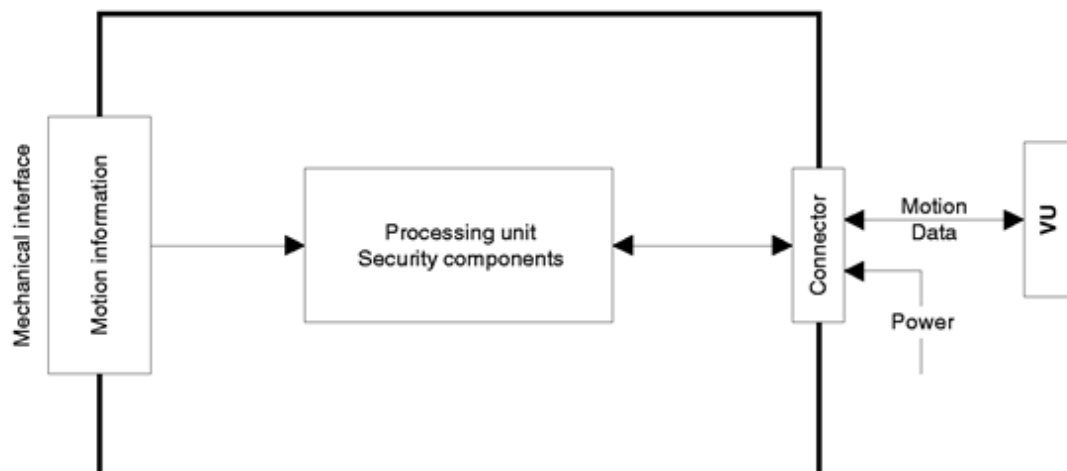 Mechanical interface
Motion information
Processing unit
Security components
Connector
Motion
Data
Power
VU